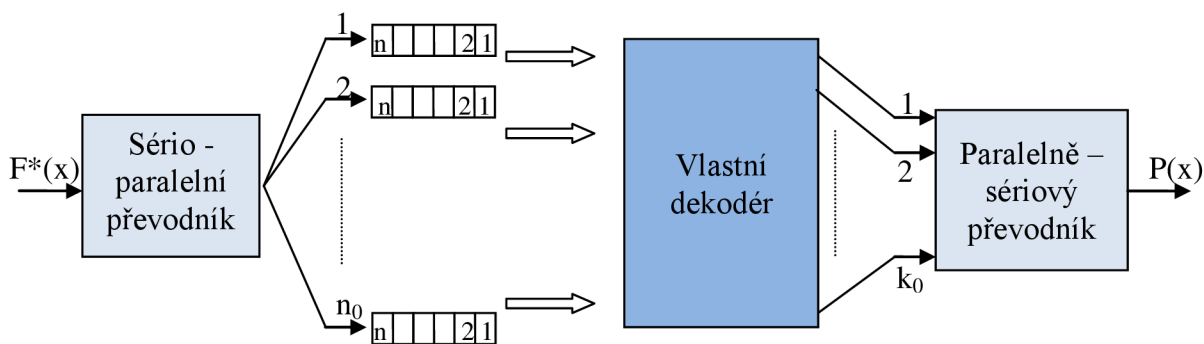 F*(x)
Sério -
paralelní
převodník
1
n 2 1
2
n 2 1
n₀
n 2 1
Vlastní
dekodér
1
2
k₀
Paralelně –
sériový
převodník
P(x)